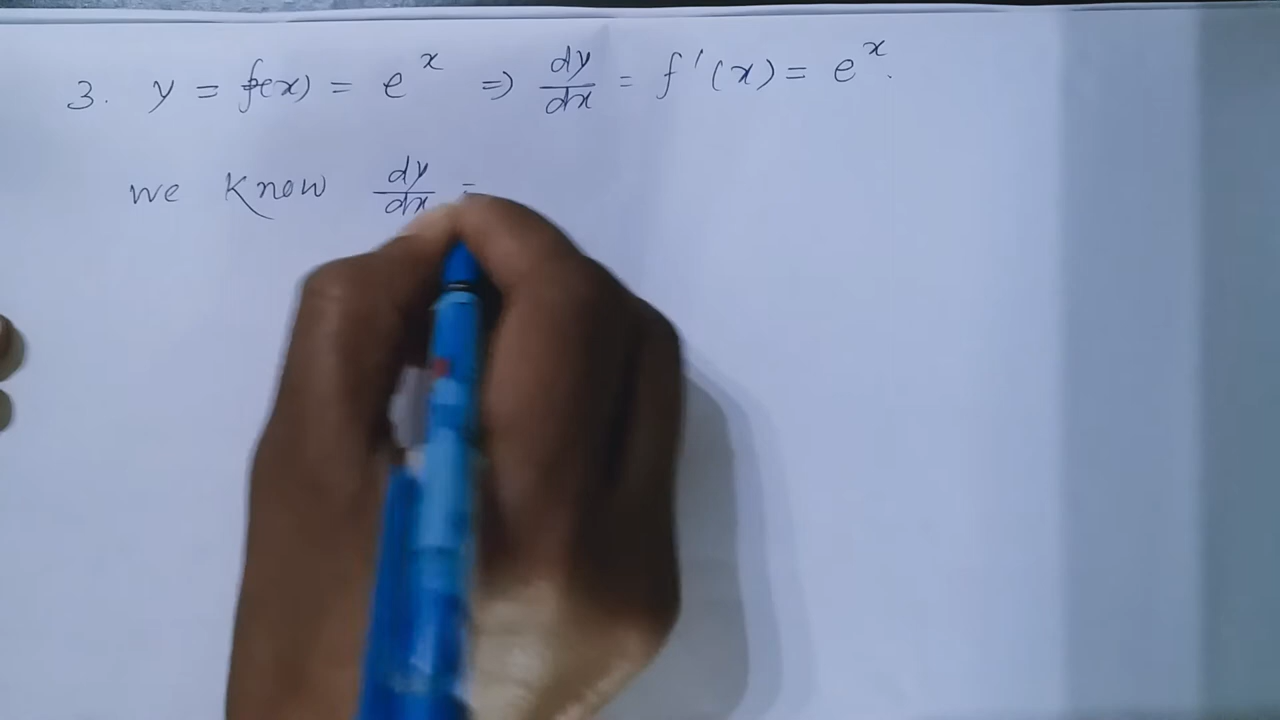 3. y = f(x) = e^x ⇒ dy/dx = f'(x) = e^x.
we know dy/dx =